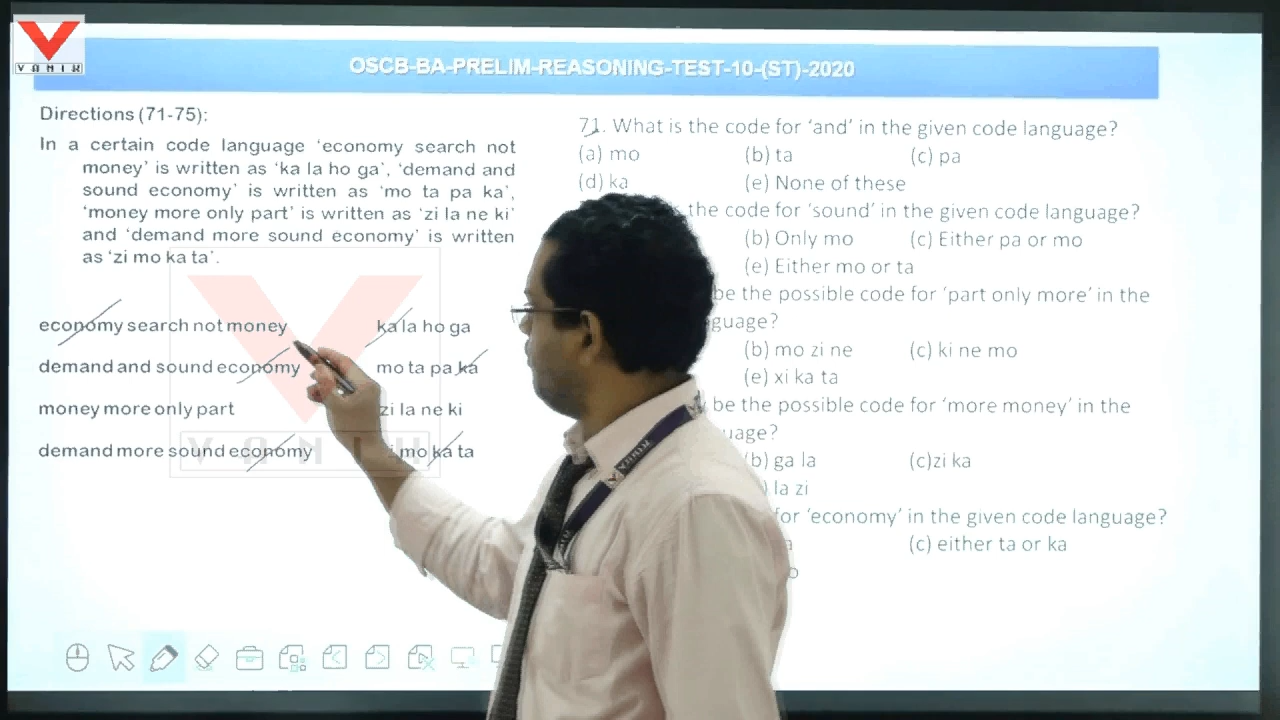 VANIK
OSCB-BA-PRELIM-REASONING-TEST-10-(ST)-2020
Directions (71-75):
In a certain code language ‘economy search not
money’ is written as ‘ka la ho ga’, ‘demand and
sound economy’ is written as ‘mo ta pa ka’,
‘money more only part’ is written as ‘zi la ne ki’
and ‘demand more sound economy’ is written
as ‘zi mo ka ta’.
economy search not money ka la ho ga
demand and sound economy mo ta pa ka
money more only part zi la ne ki
demand more sound economy mo ka ta
VANIK
71. What is the code for ‘and’ in the given code language?
(a) mo (b) ta (c) pa
(d) ka (e) None of these
the code for ‘sound’ in the given code language?
(b) Only mo (c) Either pa or mo
(e) Either mo or ta
be the possible code for ‘part only more’ in the
(b) mo zi ne (c) ki ne mo
(e) xi ka ta
be the possible code for ‘more money’ in the
(b) ga la (c)zi ka
la zi
for ‘economy’ in the given code language?
(c) either ta or ka
VANIK